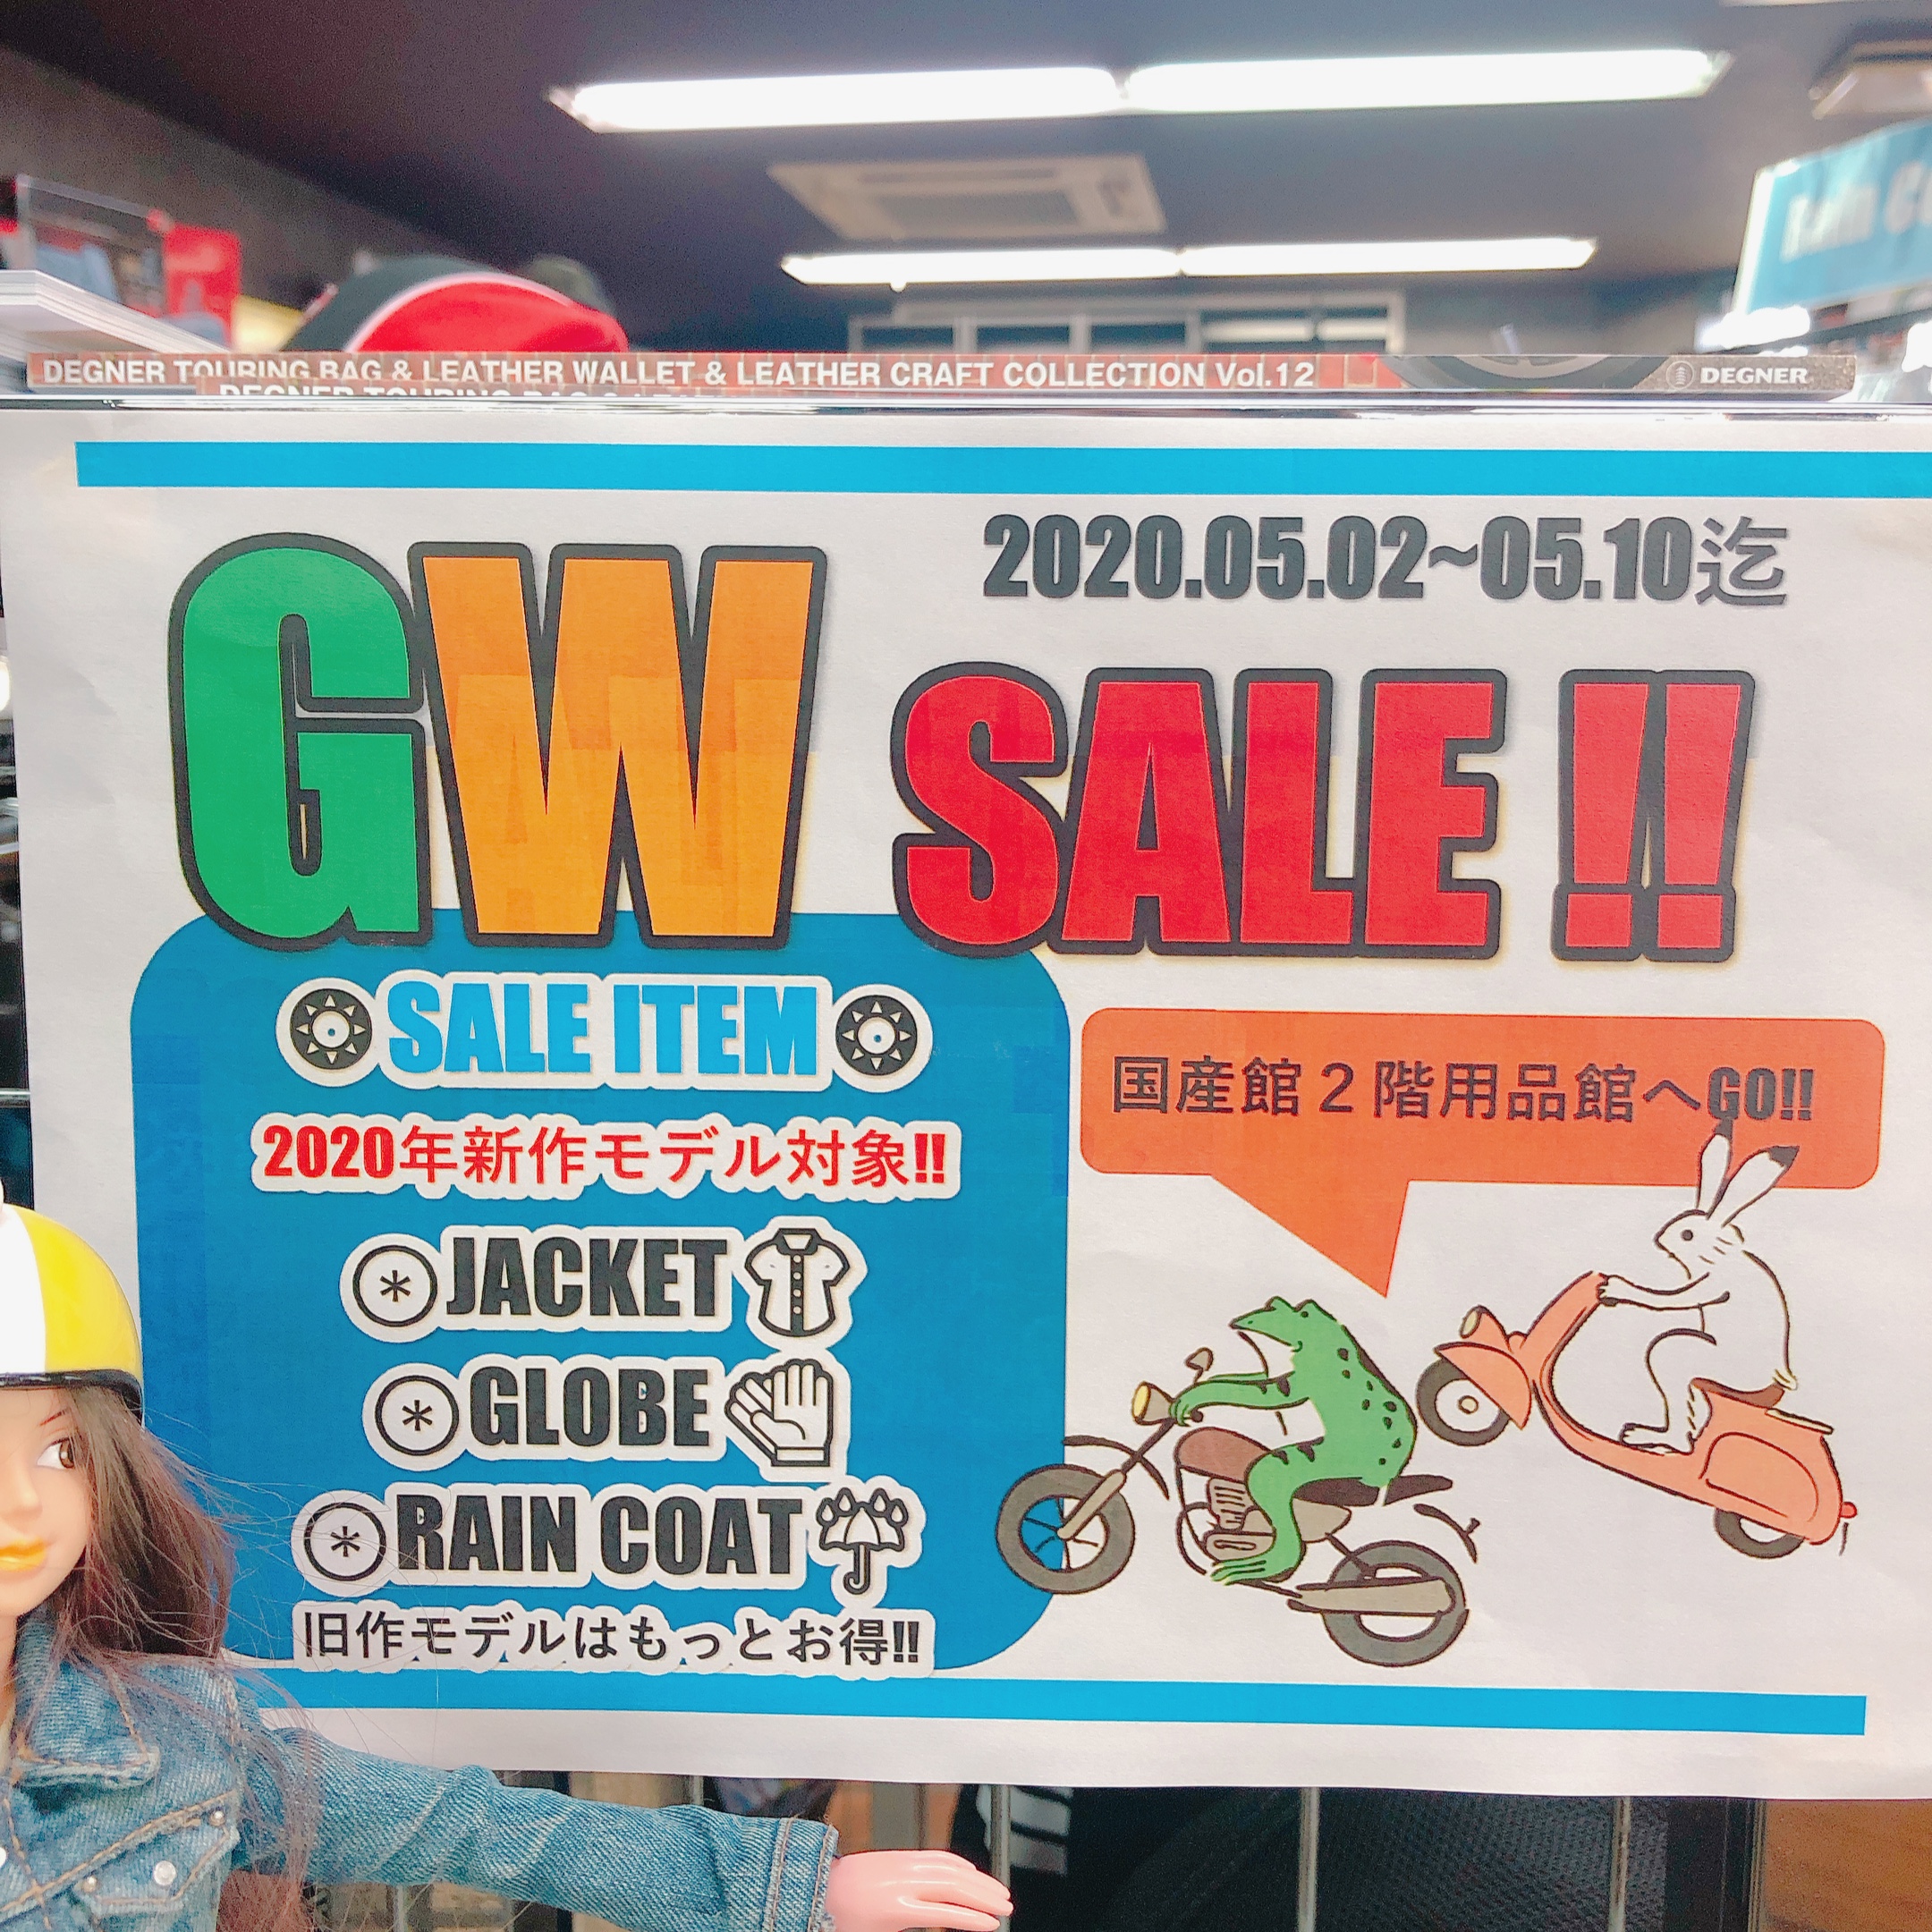 DEGNER TOURING BAG & LEATHER WALLET & LEATHER CRAFT COLLECTION Vol.12 DEGNER
2020.05.02~05.10迄
GW SALE !!
SALE ITEM
2020年新作モデル対象!!
JACKET
GLOBE
RAIN COAT
旧作モデルはもっとお得!!
国産館2階用品館へGO!!